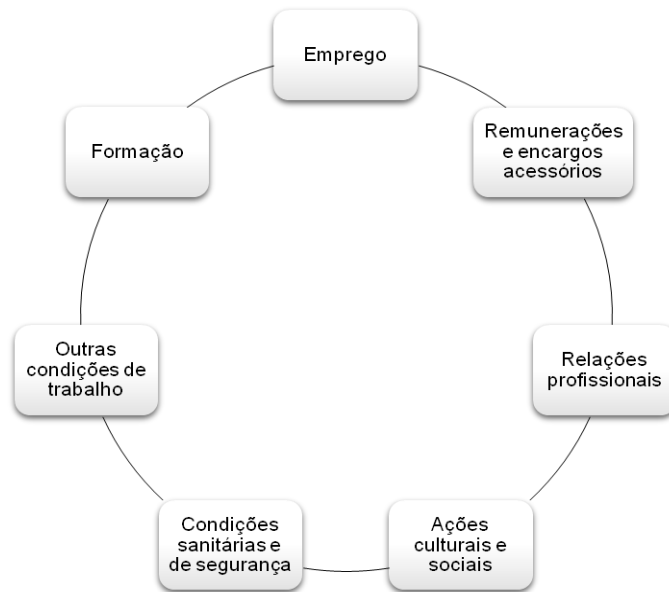 Emprego
Remunerações
e encargos
acessórios
Relações
profissionais
Ações
culturais e
sociais
Condições
sanitárias e
de segurança
Outras
condições de
trabalho
Formação